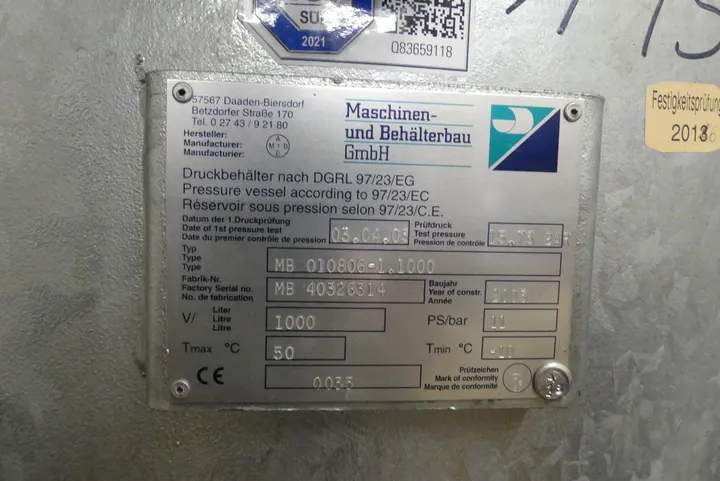 SÜD
2021
Q83659118
Festigkeitsprüfung
57567 Daaden-Biersdorf
Betzdorfer Straße 170
Tel. 0 27 43 / 9 21 80
Hersteller:
Manufacturer:
Manufacturier:
Maschinen-
und Behälterbau
GmbH
Druckbehälter nach DGRL 97/23/EG
Pressure vessel according to 97/23/EC
Réservoir sous pression selon 97/23/C.E.
Datum der 1.Druckprüfung
Date of 1st pressure test
Date du premier contrôle de pression
03.04.03
Prüfdruck
Test pressure
Pression de contrôle
Typ
Type
Type
MB 010806-1.1000
Fabrik-Nr.
Factory Serial no.
No. de fabrication
MB 40326314
Baujahr
Year of constr.
Année
2003
V/
Liter
Litre
Litre
1000
PS/bar
11
Tmax °C
50
Tmin °C
CE
0035
Prüfzeichen
Mark of conformity
Marque de conformité